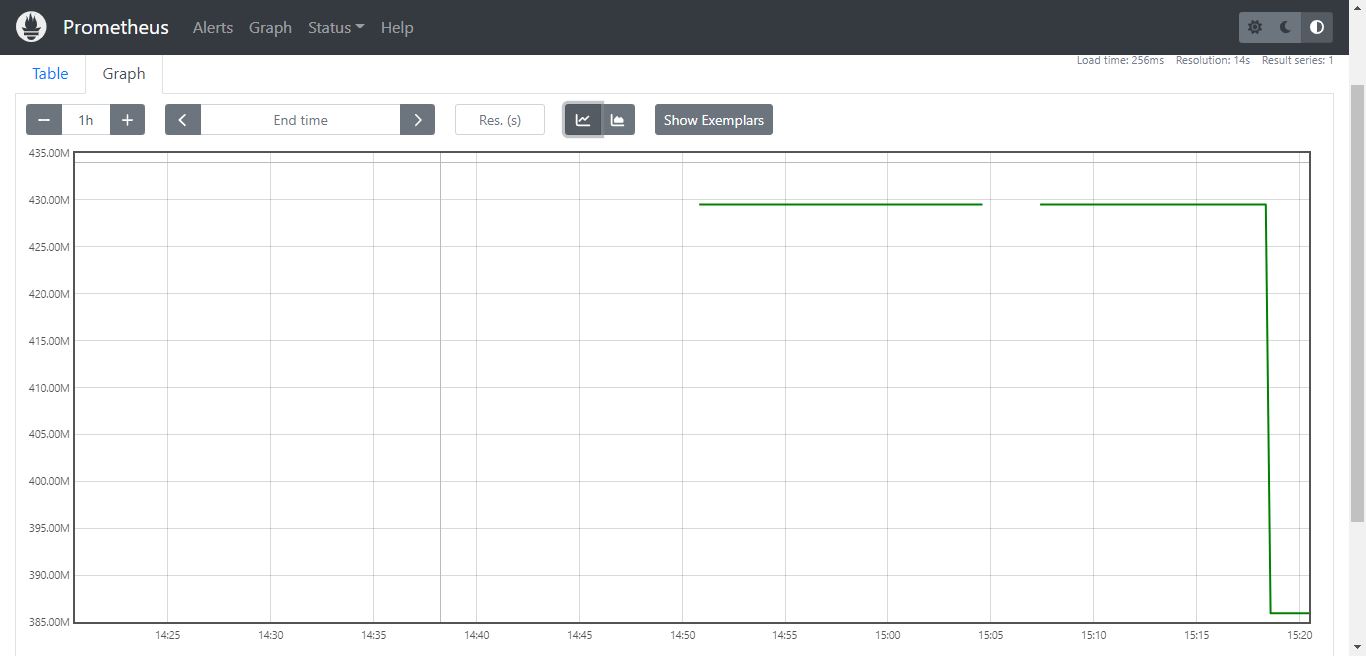 Prometheus Alerts Graph Status Help
Load time: 256ms Resolution: 14s Result series: 1
Table Graph
1h End time Res. (s) Show Exemplars
435.00M
430.00M
425.00M
420.00M
415.00M
410.00M
405.00M
400.00M
395.00M
390.00M
385.00M
14:25 14:30 14:35 14:40 14:45 14:50 14:55 15:00 15:05 15:10 15:15 15:20